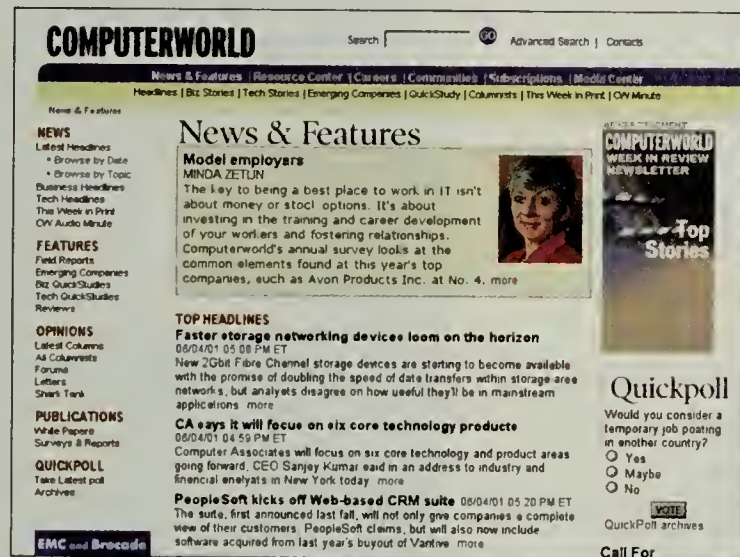 COMPUTERWORLD
Search
GO
Advanced Search | Contacts
News & Features | Resource Center | Careers | Communities | Subscriptions | Media Center
Headlines | Biz Stories | Tech Stories | Emerging Companies | QuickStudy | Columnists | This Week in Print | CW Minute
News & Features
NEWS
Latest Headlines
• Browse by Date
• Browse by Topic
Business Headlines
Tech Headlines
This Week in Print
CW Audio Minute
FEATURES
Field Reports
Emerging Companies
Biz QuickStudies
Tech QuickStudies
Reviews
OPINIONS
Latest Columns
All Columnists
Forums
Letters
Shark Tank
PUBLICATIONS
White Papers
Surveys & Reports
QUICKPOLL
Take Latest poll
Archives
EMC and Brocade
News & Features
Model employers
MINDA ZETLIN
The key to being a best place to work in IT isn't
about money or stock options. It's about
investing in the training and career development
of your workers and fostering relationships.
Computerworld's annual survey looks at the
common elements found at this year's top
companies, such as Avon Products Inc. at No. 4. more
TOP HEADLINES
Faster storage networking devices loom on the horizon
06/04/01 05 08 PM ET
New 2Gbit Fibre Channel storage devices are starting to become available
with the promise of doubling the speed of date transfers within storage area
networks, but analysts disagree on how useful they'll be in mainstream
applications more
CA says it will focus on six core technology products
06/04/01 04 59 PM ET
Computer Associates will focus on six core technology and product areas
going forward, CEO Sanjay Kumar said in an address to industry and
financial analysts in New York today more
PeopleSoft kicks off Web-based CRM suite 06/04/01 05 20 PM ET
The suite, first announced last fall, will not only give companies a complete
view of their customers, PeopleSoft claims, but will also now include
software acquired from last year's buyout of Vantive more
ADVERTISEMENT
COMPUTERWORLD
WEEK IN REVIEW
NEWSLETTER
Top
Stories
Quickpoll
Would you consider a
temporary job posting
in another country?
Yes
Maybe
No
VOTE
QuickPoll archives
Call For